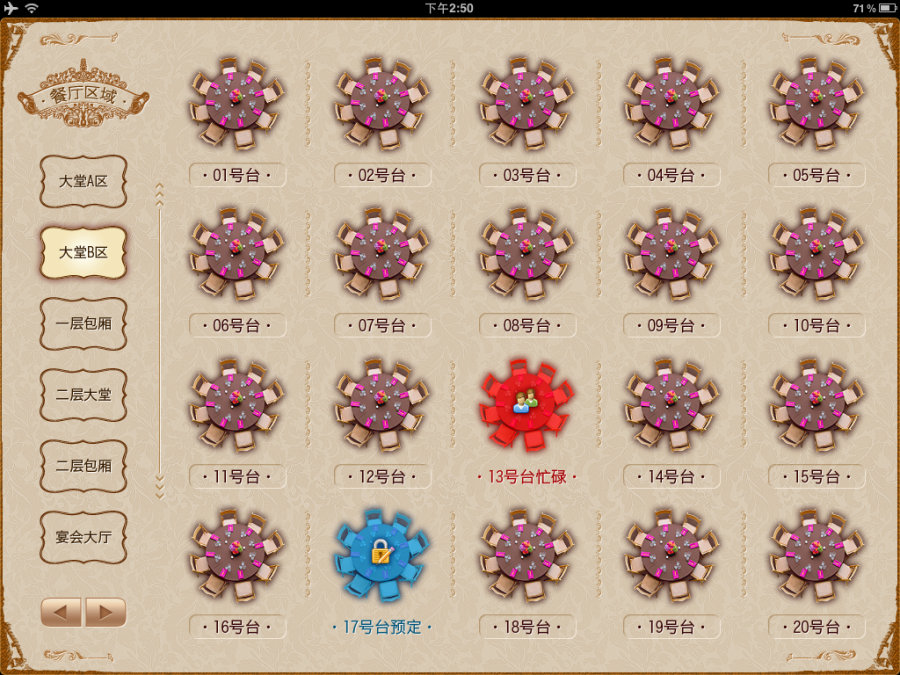 下午2:50
71%
餐厅区域
大堂A区
大堂B区
一层包厢
二层大堂
二层包厢
宴会大厅
·01号台·
·02号台·
·03号台·
·04号台·
·05号台·
·06号台·
·07号台·
·08号台·
·09号台·
·10号台·
·11号台·
·12号台·
·13号台忙碌·
·14号台·
·15号台·
·16号台·
·17号台预定·
·18号台·
·19号台·
·20号台·